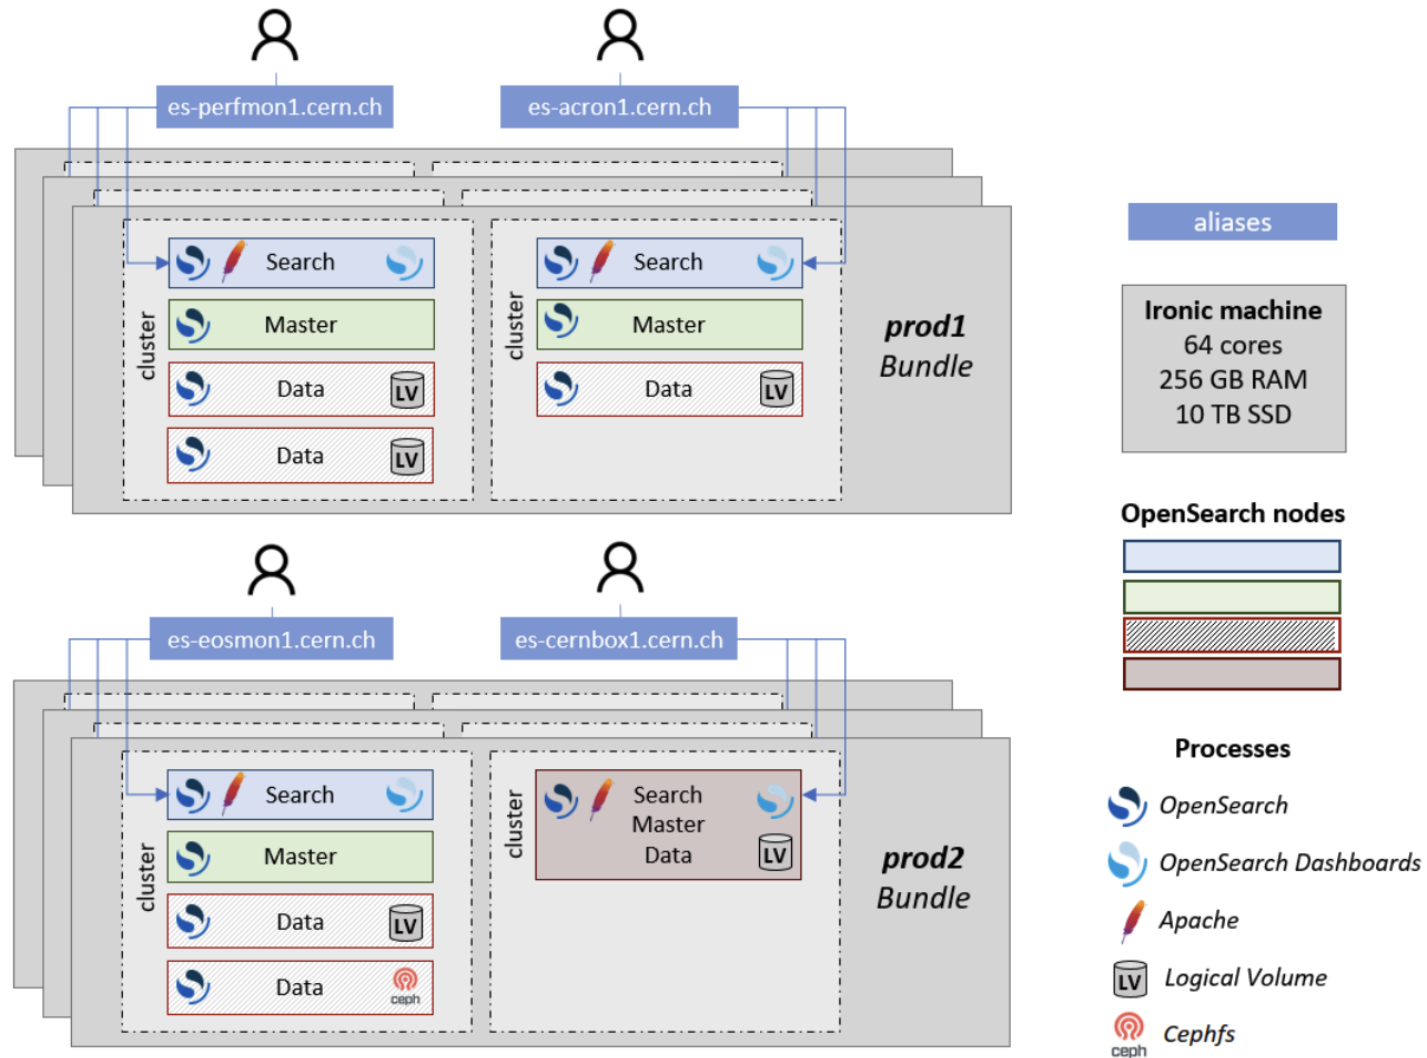 es-perfmon1.cern.ch
es-acron1.cern.ch
cluster
Search
Master
Data
LV
Data
LV
cluster
Search
Master
Data
LV
prod1
Bundle
es-eosmon1.cern.ch
es-cernbox1.cern.ch
cluster
Search
Master
Data
LV
Data
ceph
cluster
Search
Master
Data
LV
prod2
Bundle
aliases
Ironic machine
64 cores
256 GB RAM
10 TB SSD
OpenSearch nodes
Processes
OpenSearch
OpenSearch Dashboards
Apache
LV Logical Volume
ceph Cephfs